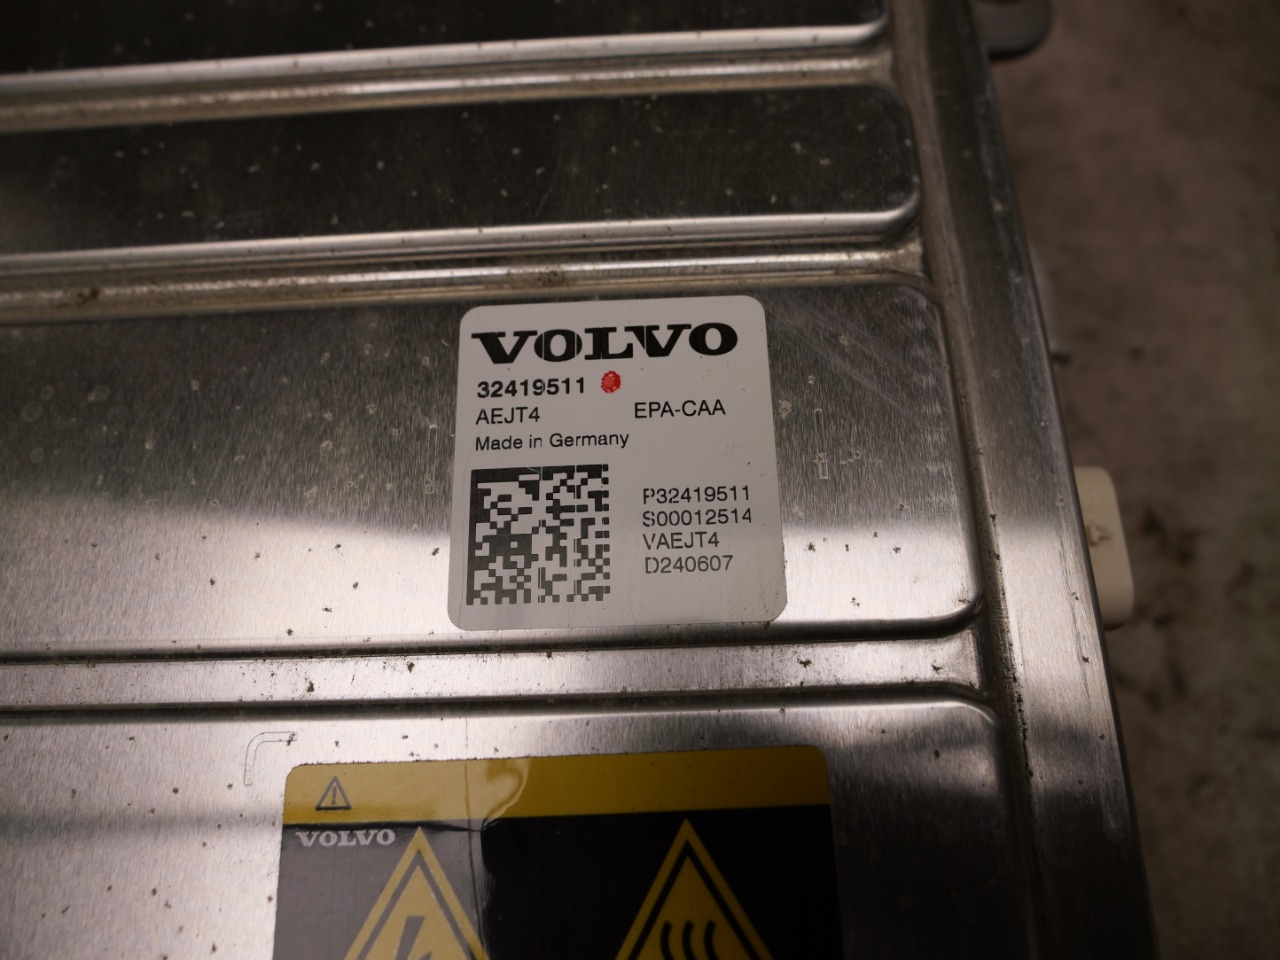 VOLVO
32419511
AEJT4 EPA-CAA
Made in Germany
P32419511
S00012514
VAEJT4
D240607
VOLVO